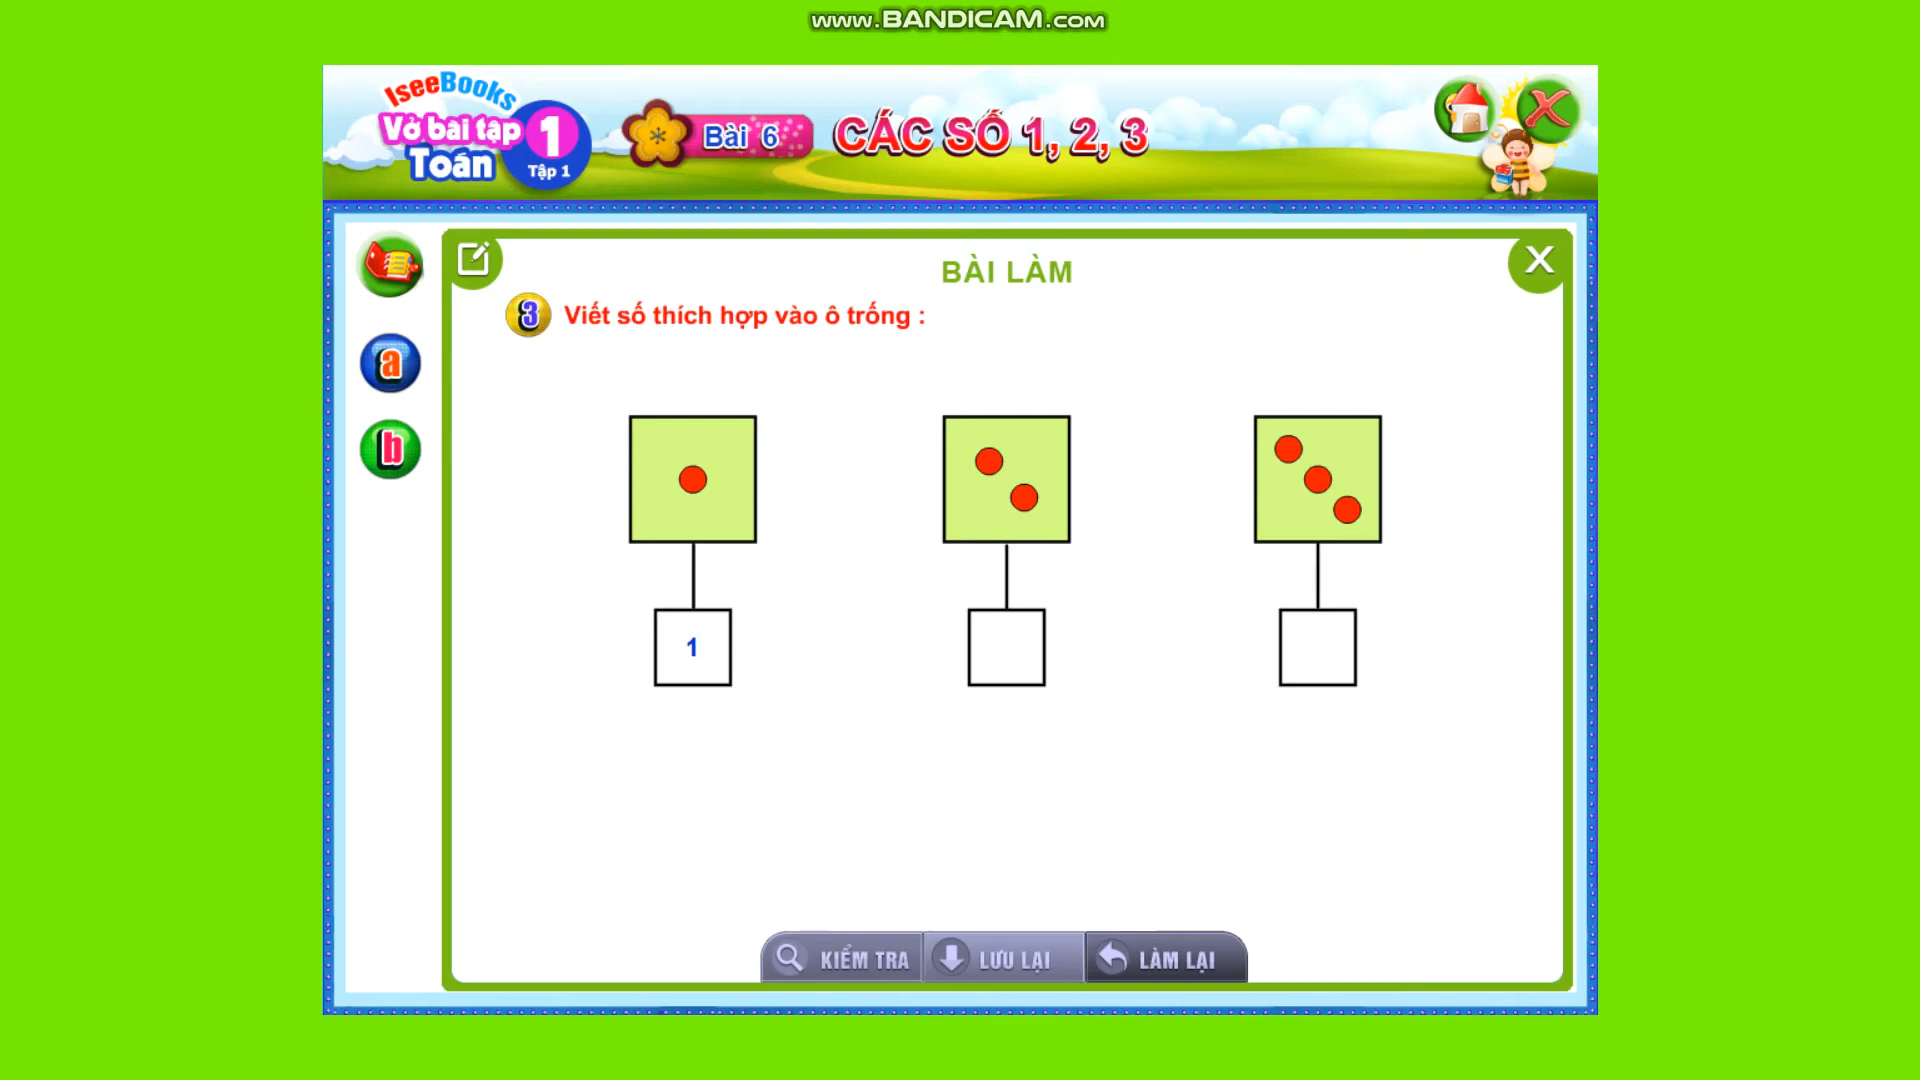 www.BANDICAM.com
IseeBooks
Vở bài tập
Toán
1
Tập 1
Bài 6
CÁC SỐ 1, 2, 3
BÀI LÀM
3 Viết số thích hợp vào ô trống :
a
b
1
KIỂM TRA
LƯU LẠI
LÀM LẠI